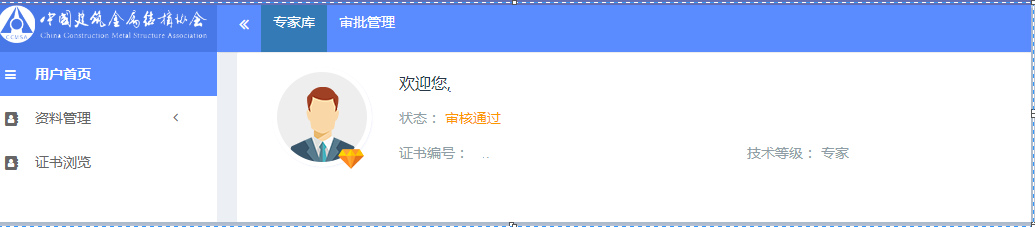 中国建筑金属结构协会
China Construction Metal Structure Association
CCMSA
专家库
审批管理
用户首页
资料管理
证书浏览
欢迎您,
状态： 审核通过
证书编号： ..
技术等级： 专家